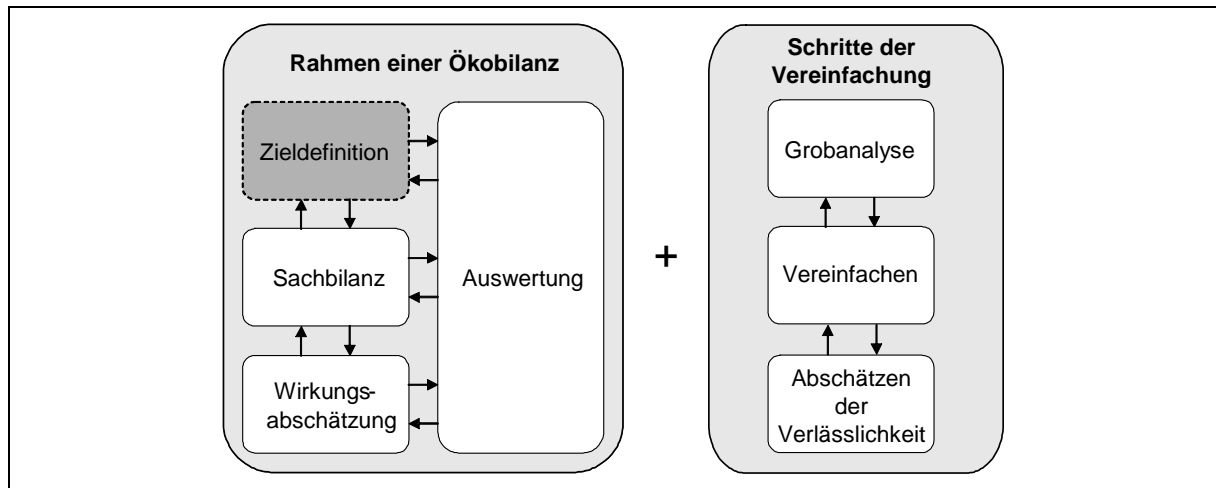 Rahmen einer Ökobilanz
Zieldefinition
Sachbilanz
Wirkungs-
abschätzung
Auswertung
+
Schritte der
Vereinfachung
Grobanalyse
Vereinfachen
Abschätzen
der
Verlässlichkeit